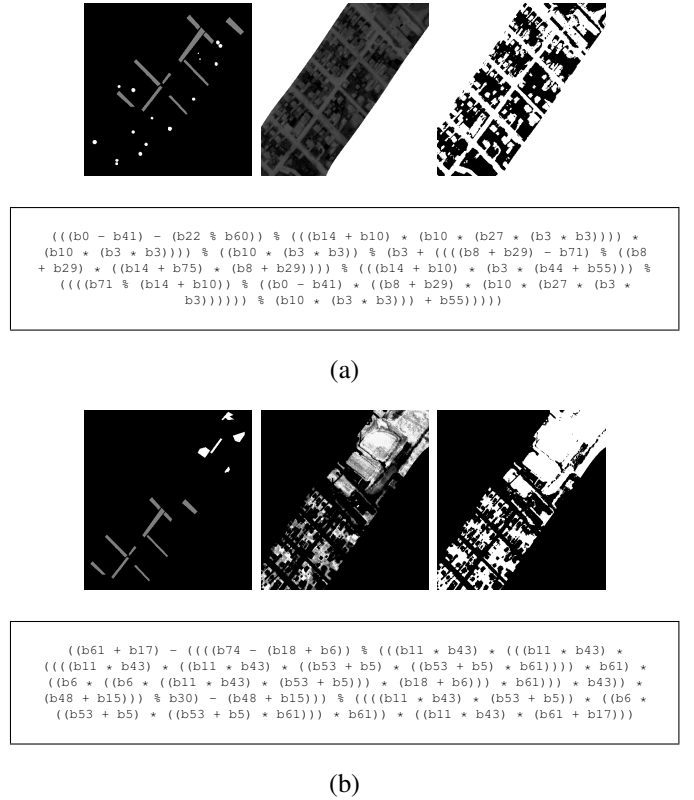 (((b0 - b41) - (b22 % b60)) % (((b14 + b10) * (b10 * (b27 * (b3 * b3)))) *
(b10 * (b3 * b3)))) % ((b10 * (b3 * b3)) % (b3 + ((((b8 + b29) - b71) % ((b8
+ b29) * ((b14 + b75) * (b8 + b29)))) % (((b14 + b10) * (b3 * (b44 + b55))) %
((((b71 % (b14 + b10)) % ((b0 - b41) * ((b8 + b29) * (b10 * (b27 * (b3 *
b3)))))) % (b10 * (b3 * b3))) + b55)))))
(a)
((b61 + b17) - ((((b74 - (b18 + b6)) % (((b11 * b43) * (((b11 * b43) *
((((b11 * b43) * ((b11 * b43) * ((b53 + b5) * ((b53 + b5) * b61)))) * b61) *
((b6 * ((b6 * ((b11 * b43) * (b53 + b5))) * (b18 + b6))) * b61))) * b43)) *
(b48 + b15))) % b30) - (b48 + b15))) % ((((b11 * b43) * (b53 + b5)) * ((b6 *
((b53 + b5) * ((b53 + b5) * b61))) * b61)) * ((b11 * b43) * (b61 + b17)))
(b)